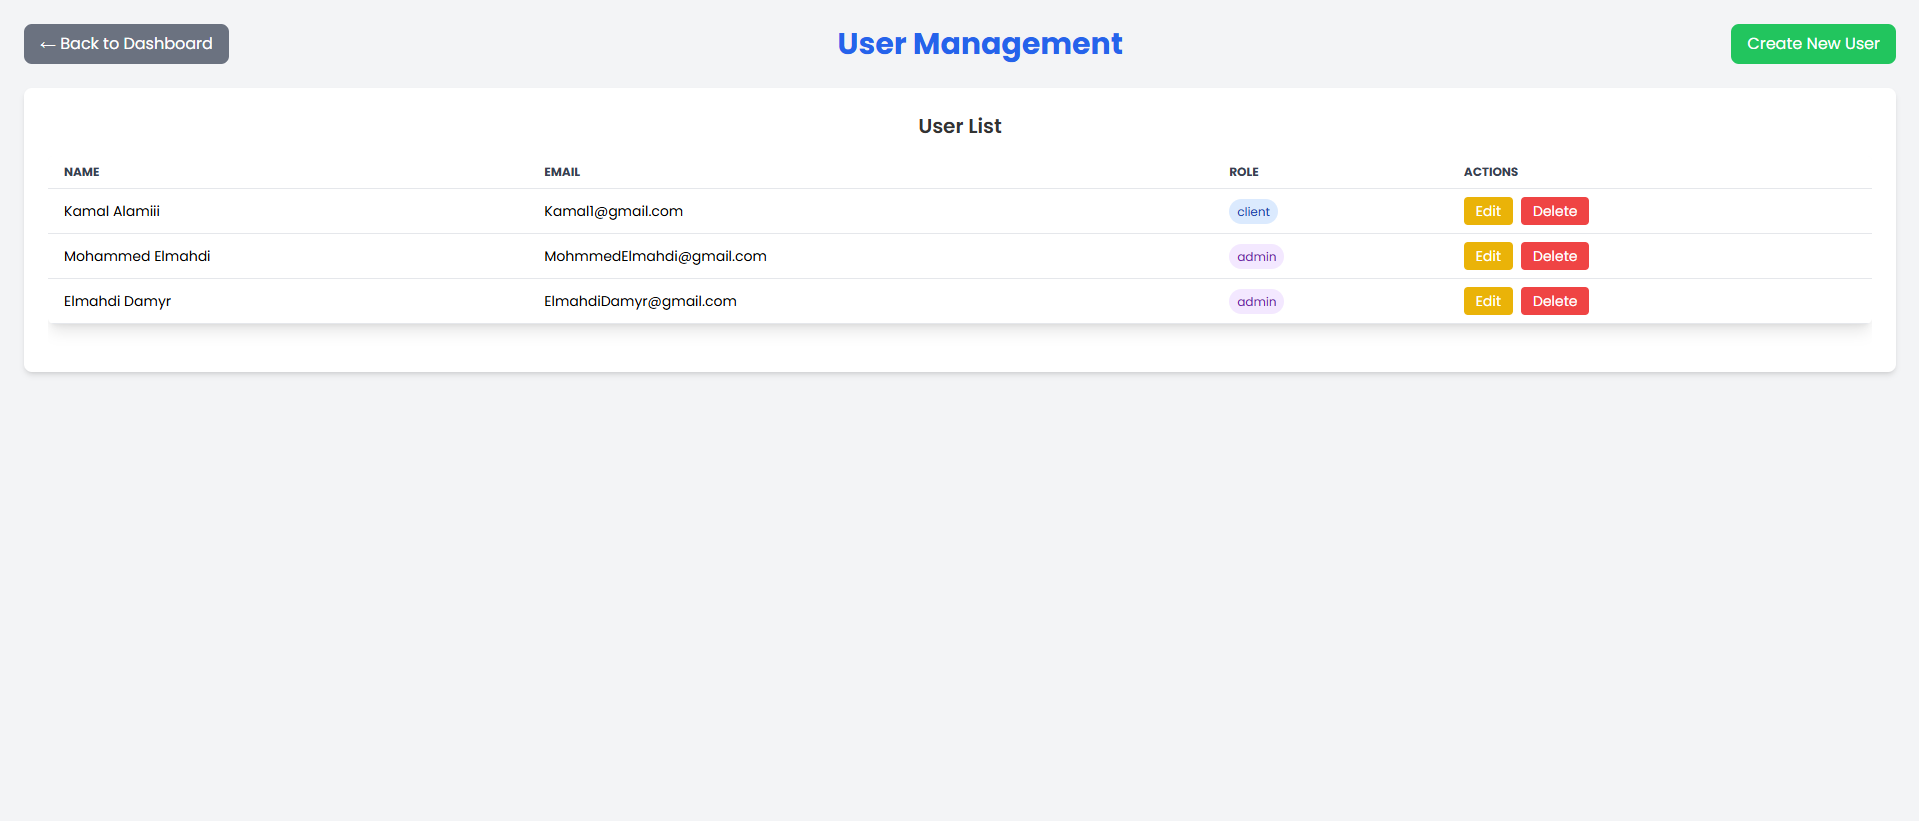 ← Back to Dashboard
User Management
Create New User
User List
NAME EMAIL ROLE ACTIONS
Kamal Alamiii Kamal1@gmail.com client Edit Delete
Mohammed Elmahdi MohmmedElmahdi@gmail.com admin Edit Delete
Elmahdi Damyr ElmahdiDamyr@gmail.com admin Edit Delete